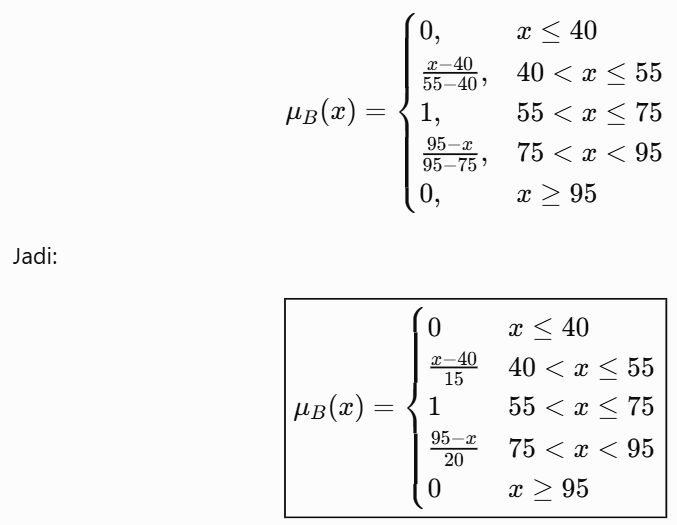 μ_B(x) = { 0, x ≤ 40
(x−40)/(55−40), 40 < x ≤ 55
1, 55 < x ≤ 75
(95−x)/(95−75), 75 < x < 95
0, x ≥ 95
Jadi:
μ_B(x) = { 0 x ≤ 40
(x−40)/15 40 < x ≤ 55
1 55 < x ≤ 75
(95−x)/20 75 < x < 95
0 x ≥ 95